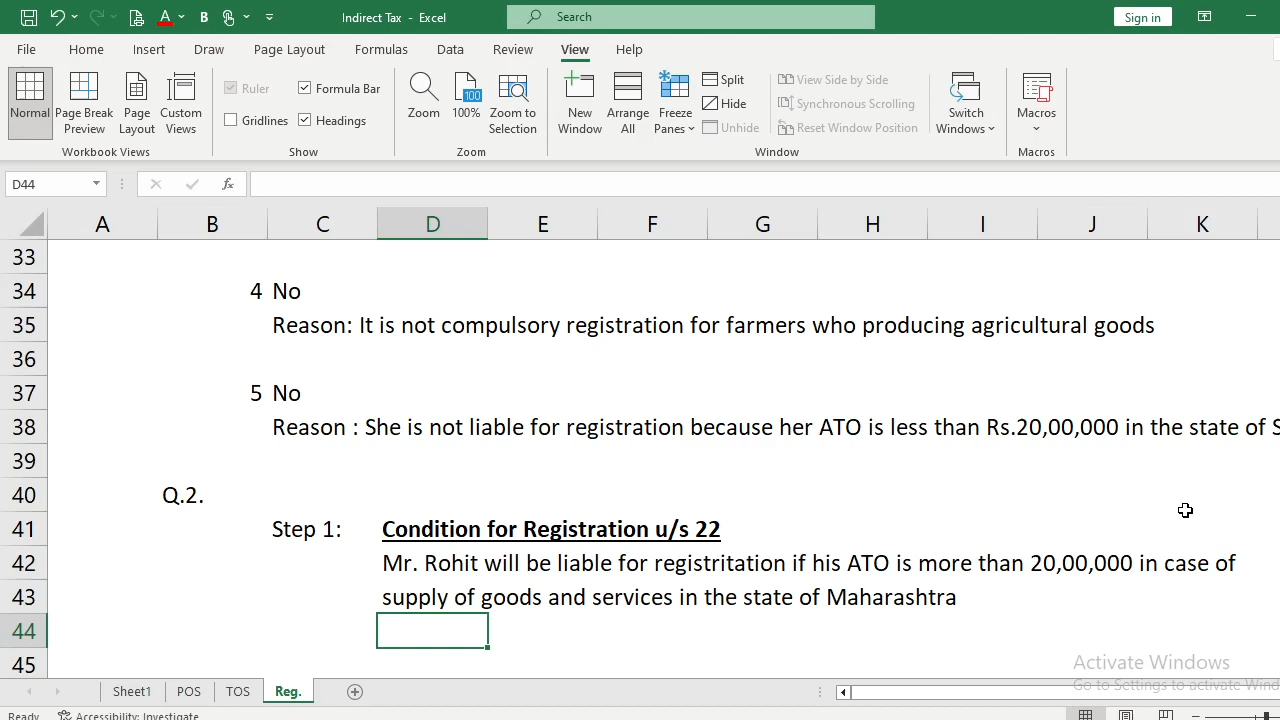 Indirect Tax - Excel
Search
Sign in
File Home Insert Draw Page Layout Formulas Data Review View Help
Normal Page Break Preview Page Layout Custom Views
Workbook Views
Ruler Formula Bar
Gridlines Headings
Show
Zoom 100% Zoom to Selection
Zoom
New Window Arrange All Freeze Panes
Split
Hide
Unhide
View Side by Side
Synchronous Scrolling
Reset Window Position
Window
Switch Windows
Macros
Macros
D44 fx
A B C D E F G H I J K
33
34 4 No
35 Reason: It is not compulsory registration for farmers who producing agricultural goods
36
37 5 No
38 Reason : She is not liable for registration because her ATO is less than Rs.20,00,000 in the state of S
39
40 Q.2.
41 Step 1: Condition for Registration u/s 22
42 Mr. Rohit will be liable for registritation if his ATO is more than 20,00,000 in case of
43 supply of goods and services in the state of Maharashtra
44
45
Activate Windows
Go to Settings to activate Wind
Sheet1 POS TOS Reg.
Ready Accessibility: Investigate